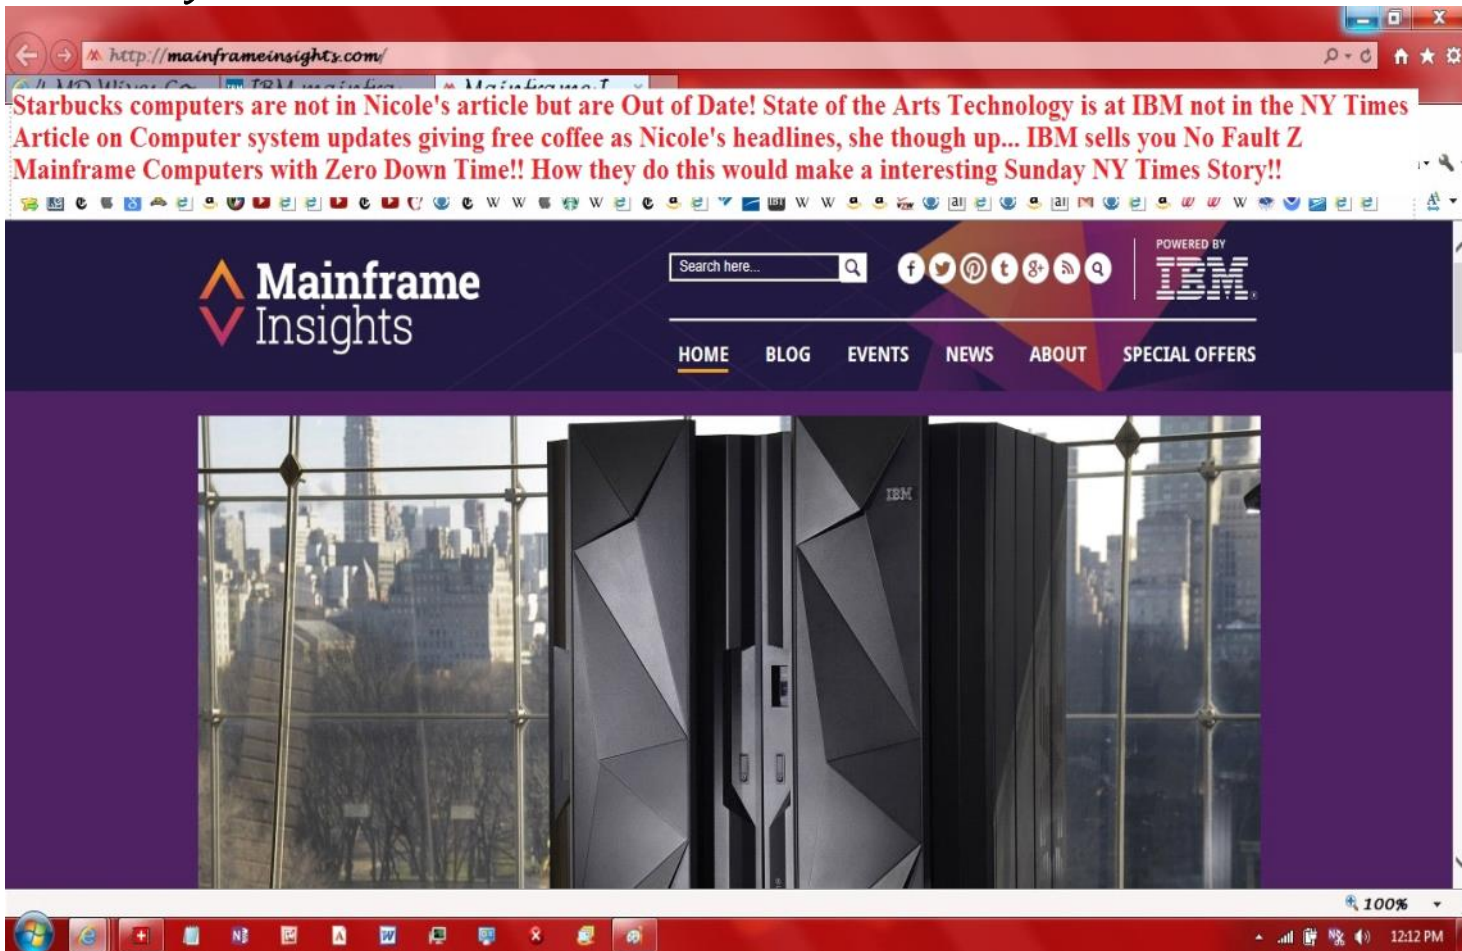 http://mainframeinsights.com/
Starbucks computers are not in Nicole's article but are Out of Date! State of the Arts Technology is at IBM not in the NY Times
Article on Computer system updates giving free coffee as Nicole's headlines, she though up... IBM sells you No Fault Z
Mainframe Computers with Zero Down Time!! How they do this would make a interesting Sunday NY Times Story!!
Search here...
POWERED BY
IBM
Mainframe
Insights
HOME BLOG EVENTS NEWS ABOUT SPECIAL OFFERS
IBM
100%
12:12 PM